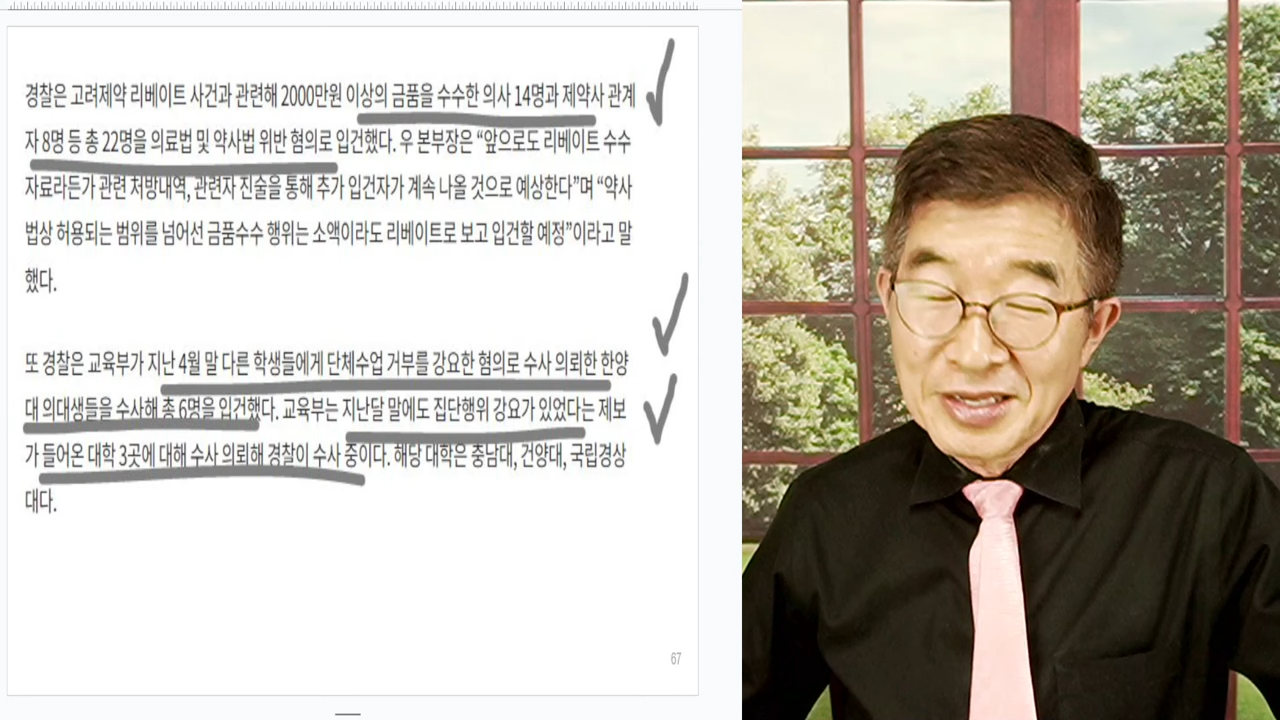 경찰은 고려제약 리베이트 사건과 관련해 2000만원 이상의 금품을 수수한 의사 14명과 제약사 관계
자 8명 등 총 22명을 의료법 및 약사법 위반 혐의로 입건했다. 우 본부장은 “앞으로도 리베이트 수수
자료라든가 관련 처방내역, 관련자 진술을 통해 추가 입건자가 계속 나올 것으로 예상한다”며 “약사
법상 허용되는 범위를 넘어선 금품수수 행위는 소액이라도 리베이트로 보고 입건할 예정”이라고 말
했다.
또 경찰은 교육부가 지난 4월 말 다른 학생들에게 단체수업 거부를 강요한 혐의로 수사 의뢰한 한양
대 의대생들을 수사해 총 6명을 입건했다. 교육부는 지난달 말에도 집단행위 강요가 있었다는 제보
가 들어온 대학 3곳에 대해 수사 의뢰해 경찰이 수사 중이다. 해당 대학은 충남대, 건양대, 국립경상
대다.
67